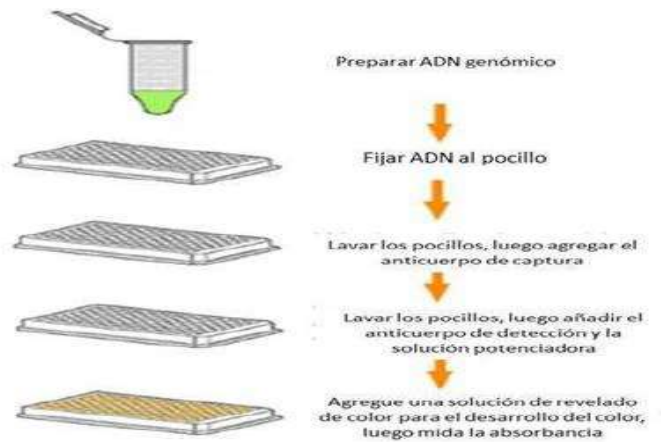 Preparar ADN genómico
Fijar ADN al pocillo
Lavar los pocillos, luego agregar el
anticuerpo de captura
Lavar los pocillos, luego añadir el
anticuerpo de detección y la
solución potenciadora
Agregue una solución de revelado
de color para el desarrollo del color,
luego mida la absorbancia